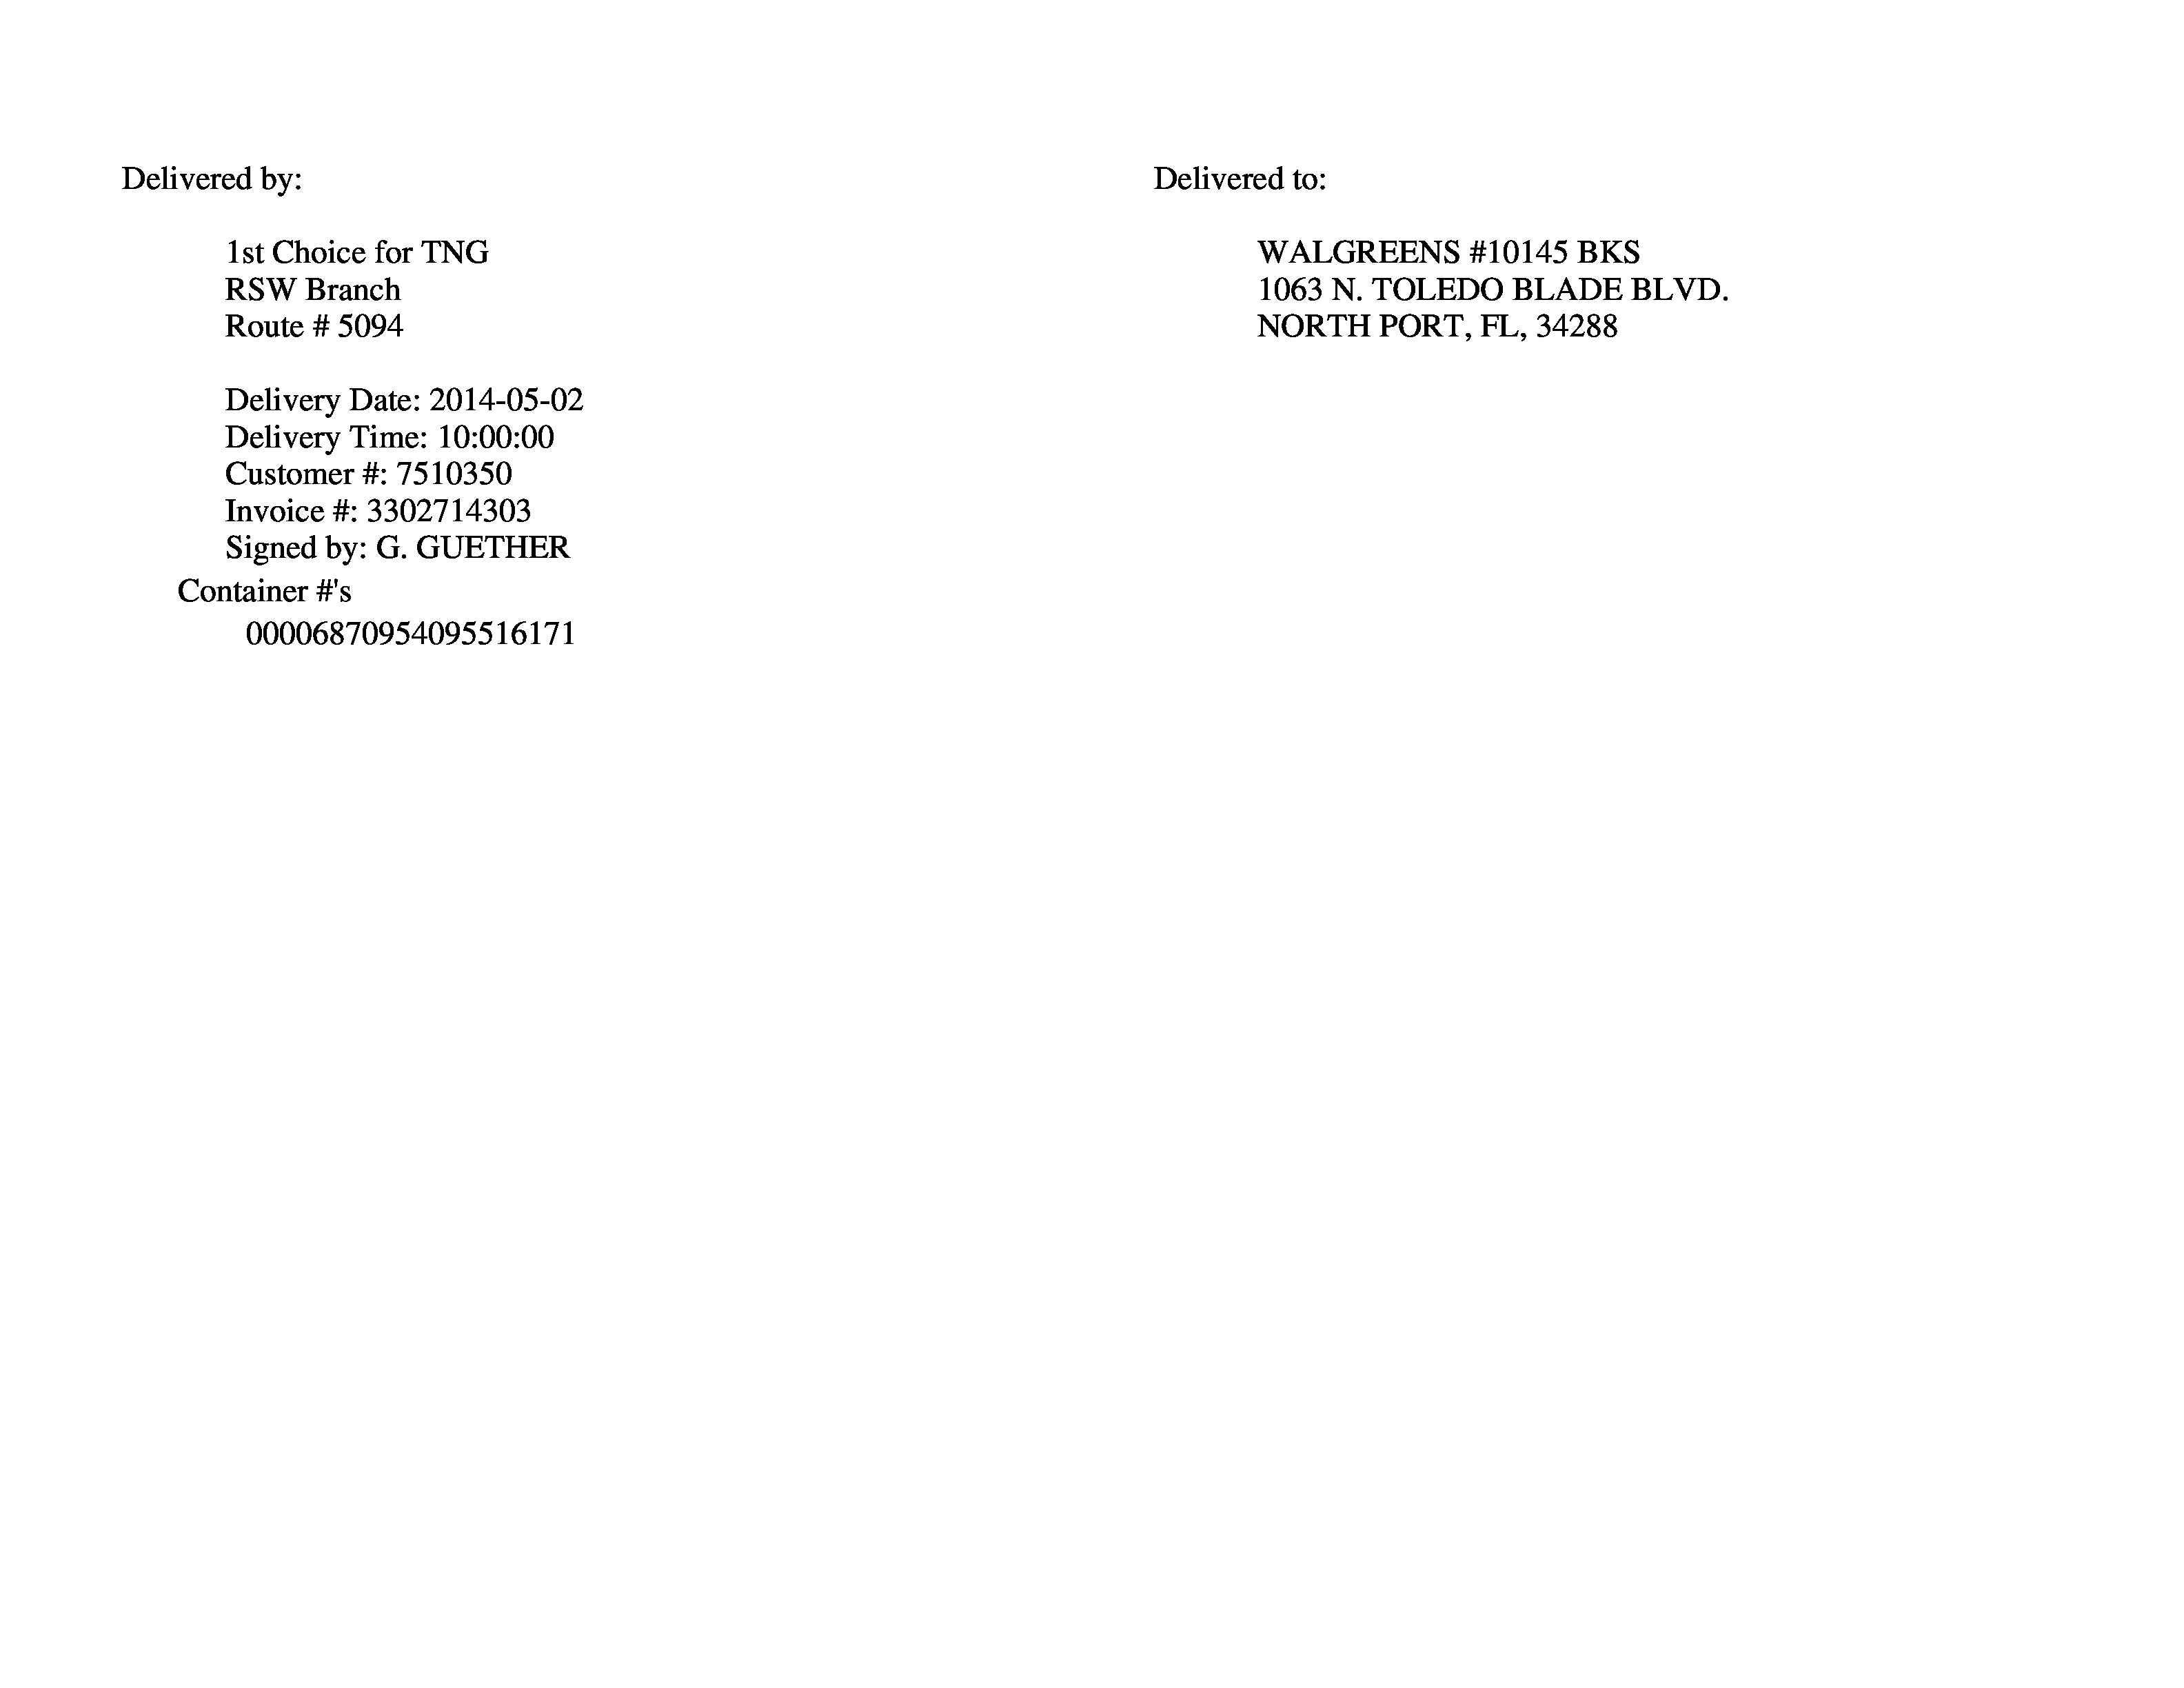 Delivered by:
1st Choice for TNG
RSW Branch
Route # 5094
Delivery Date: 2014-05-02
Delivery Time: 10:00:00
Customer #: 7510350
Invoice #: 3302714303
Signed by: G. GUETHER
Container #'s
00006870954095516171
Delivered to:
WALGREENS #10145 BKS
1063 N. TOLEDO BLADE BLVD.
NORTH PORT, FL, 34288